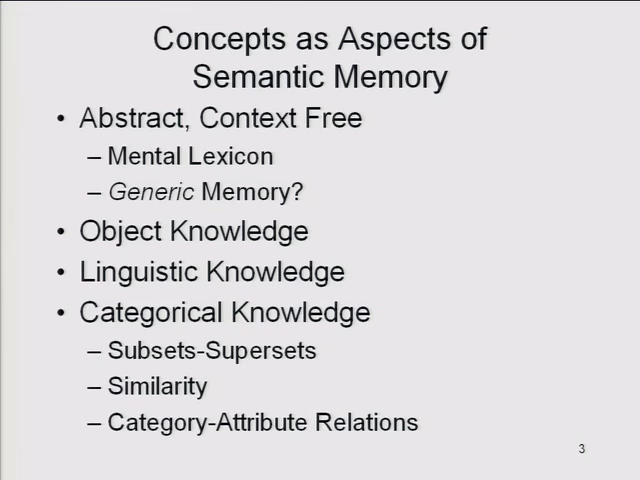 Concepts as Aspects of
Semantic Memory
• Abstract, Context Free
– Mental Lexicon
– Generic Memory?
• Object Knowledge
• Linguistic Knowledge
• Categorical Knowledge
– Subsets-Supersets
– Similarity
– Category-Attribute Relations
3